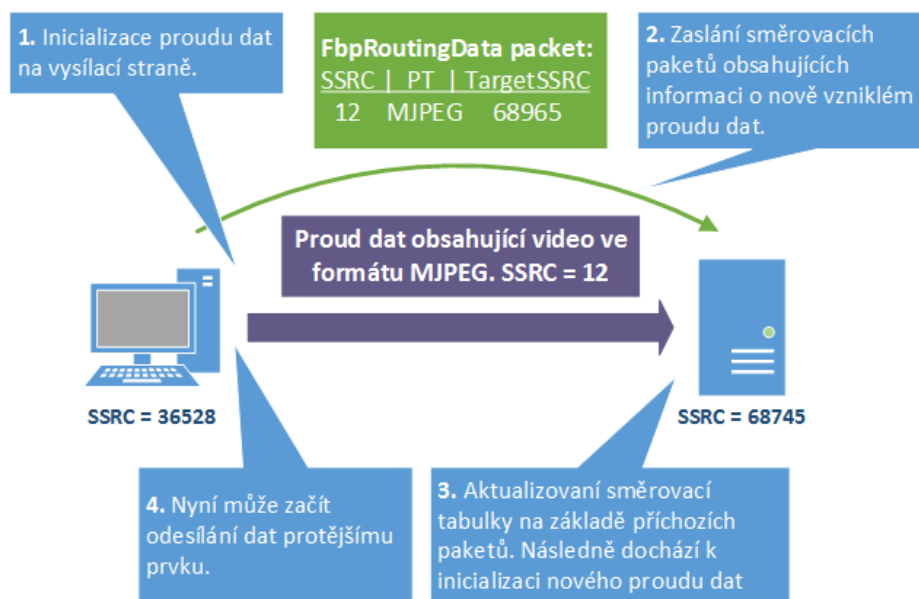 1. Inicializace proudu dat
na vysílací straně.
FbpRoutingData packet:
SSRC | PT | TargetSSRC
12 MJPEG 68965
2. Zaslání směrovacích
paketů obsahujících
informaci o nově vzniklém
proudu dat.
Proud dat obsahující video ve
formátu MJPEG. SSRC = 12
SSRC = 36528
SSRC = 68745
4. Nyní může začít
odesílání dat protějšímu
prvku.
3. Aktualizovaní směrovací
tabulky na základě příchozích
paketů. Následně dochází k
inicializaci nového proudu dat